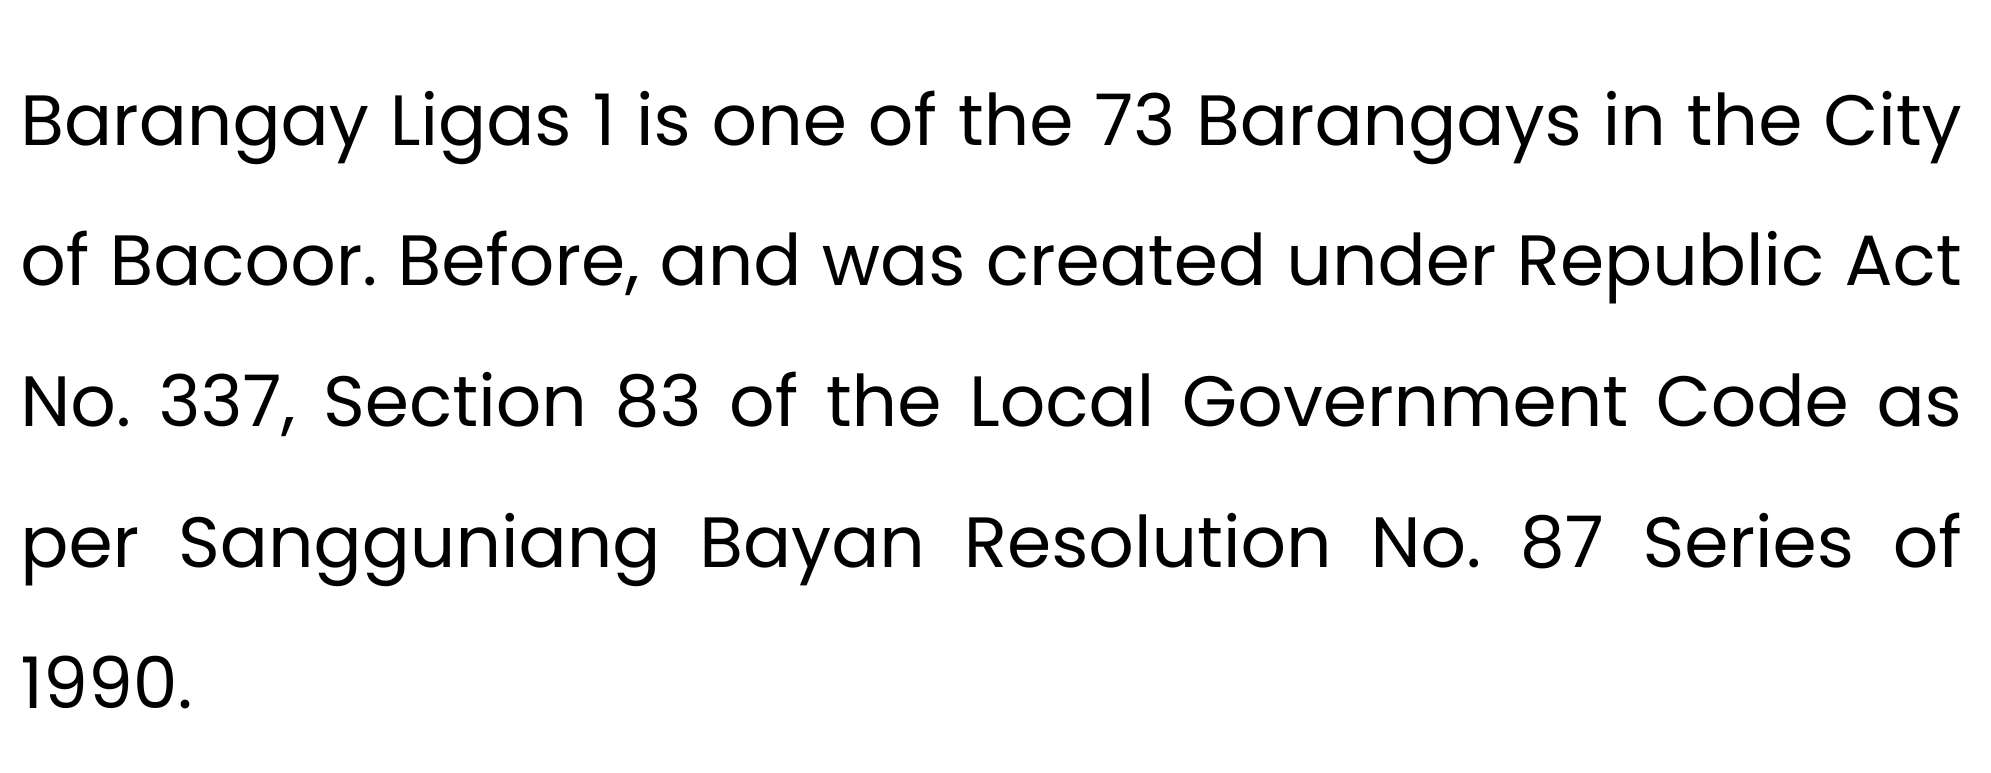 Barangay Ligas 1 is one of the 73 Barangays in the City
of Bacoor. Before, and was created under Republic Act
No. 337, Section 83 of the Local Government Code as
per Sangguniang Bayan Resolution No. 87 Series of
1990.